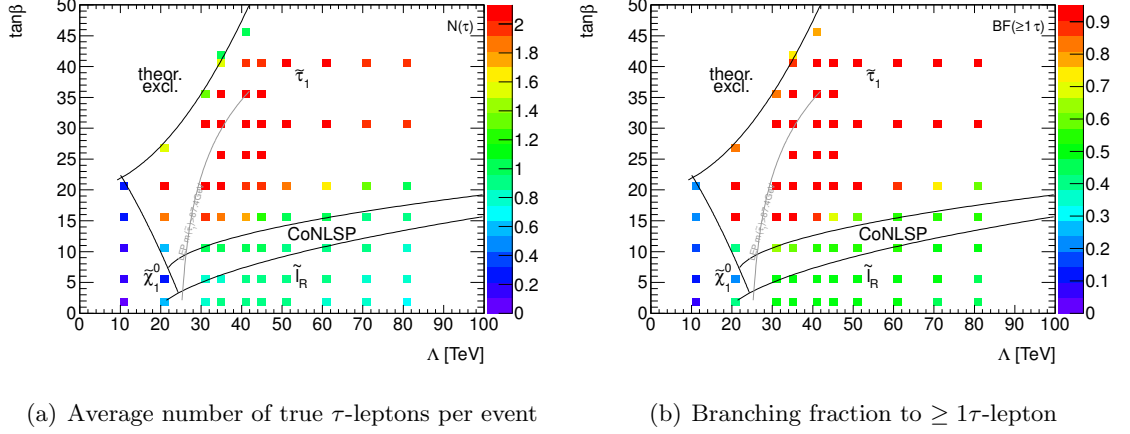 tanβ
50
45
40
35
30
25
20
15
10
5
0
N(τ)
theor.
excl.
τ̃₁
CoNLSP
χ̃⁰₁
l̃_R
0 10 20 30 40 50 60 70 80 90 100
Λ [TeV]
2
1.8
1.6
1.4
1.2
1
0.8
0.6
0.4
0.2
0
(a) Average number of true τ-leptons per event
tanβ
50
45
40
35
30
25
20
15
10
5
0
BF(≥1τ)
theor.
excl.
τ̃₁
CoNLSP
χ̃⁰₁
l̃_R
0 10 20 30 40 50 60 70 80 90 100
Λ [TeV]
0.9
0.8
0.7
0.6
0.5
0.4
0.3
0.2
0.1
0
(b) Branching fraction to ≥ 1τ-lepton